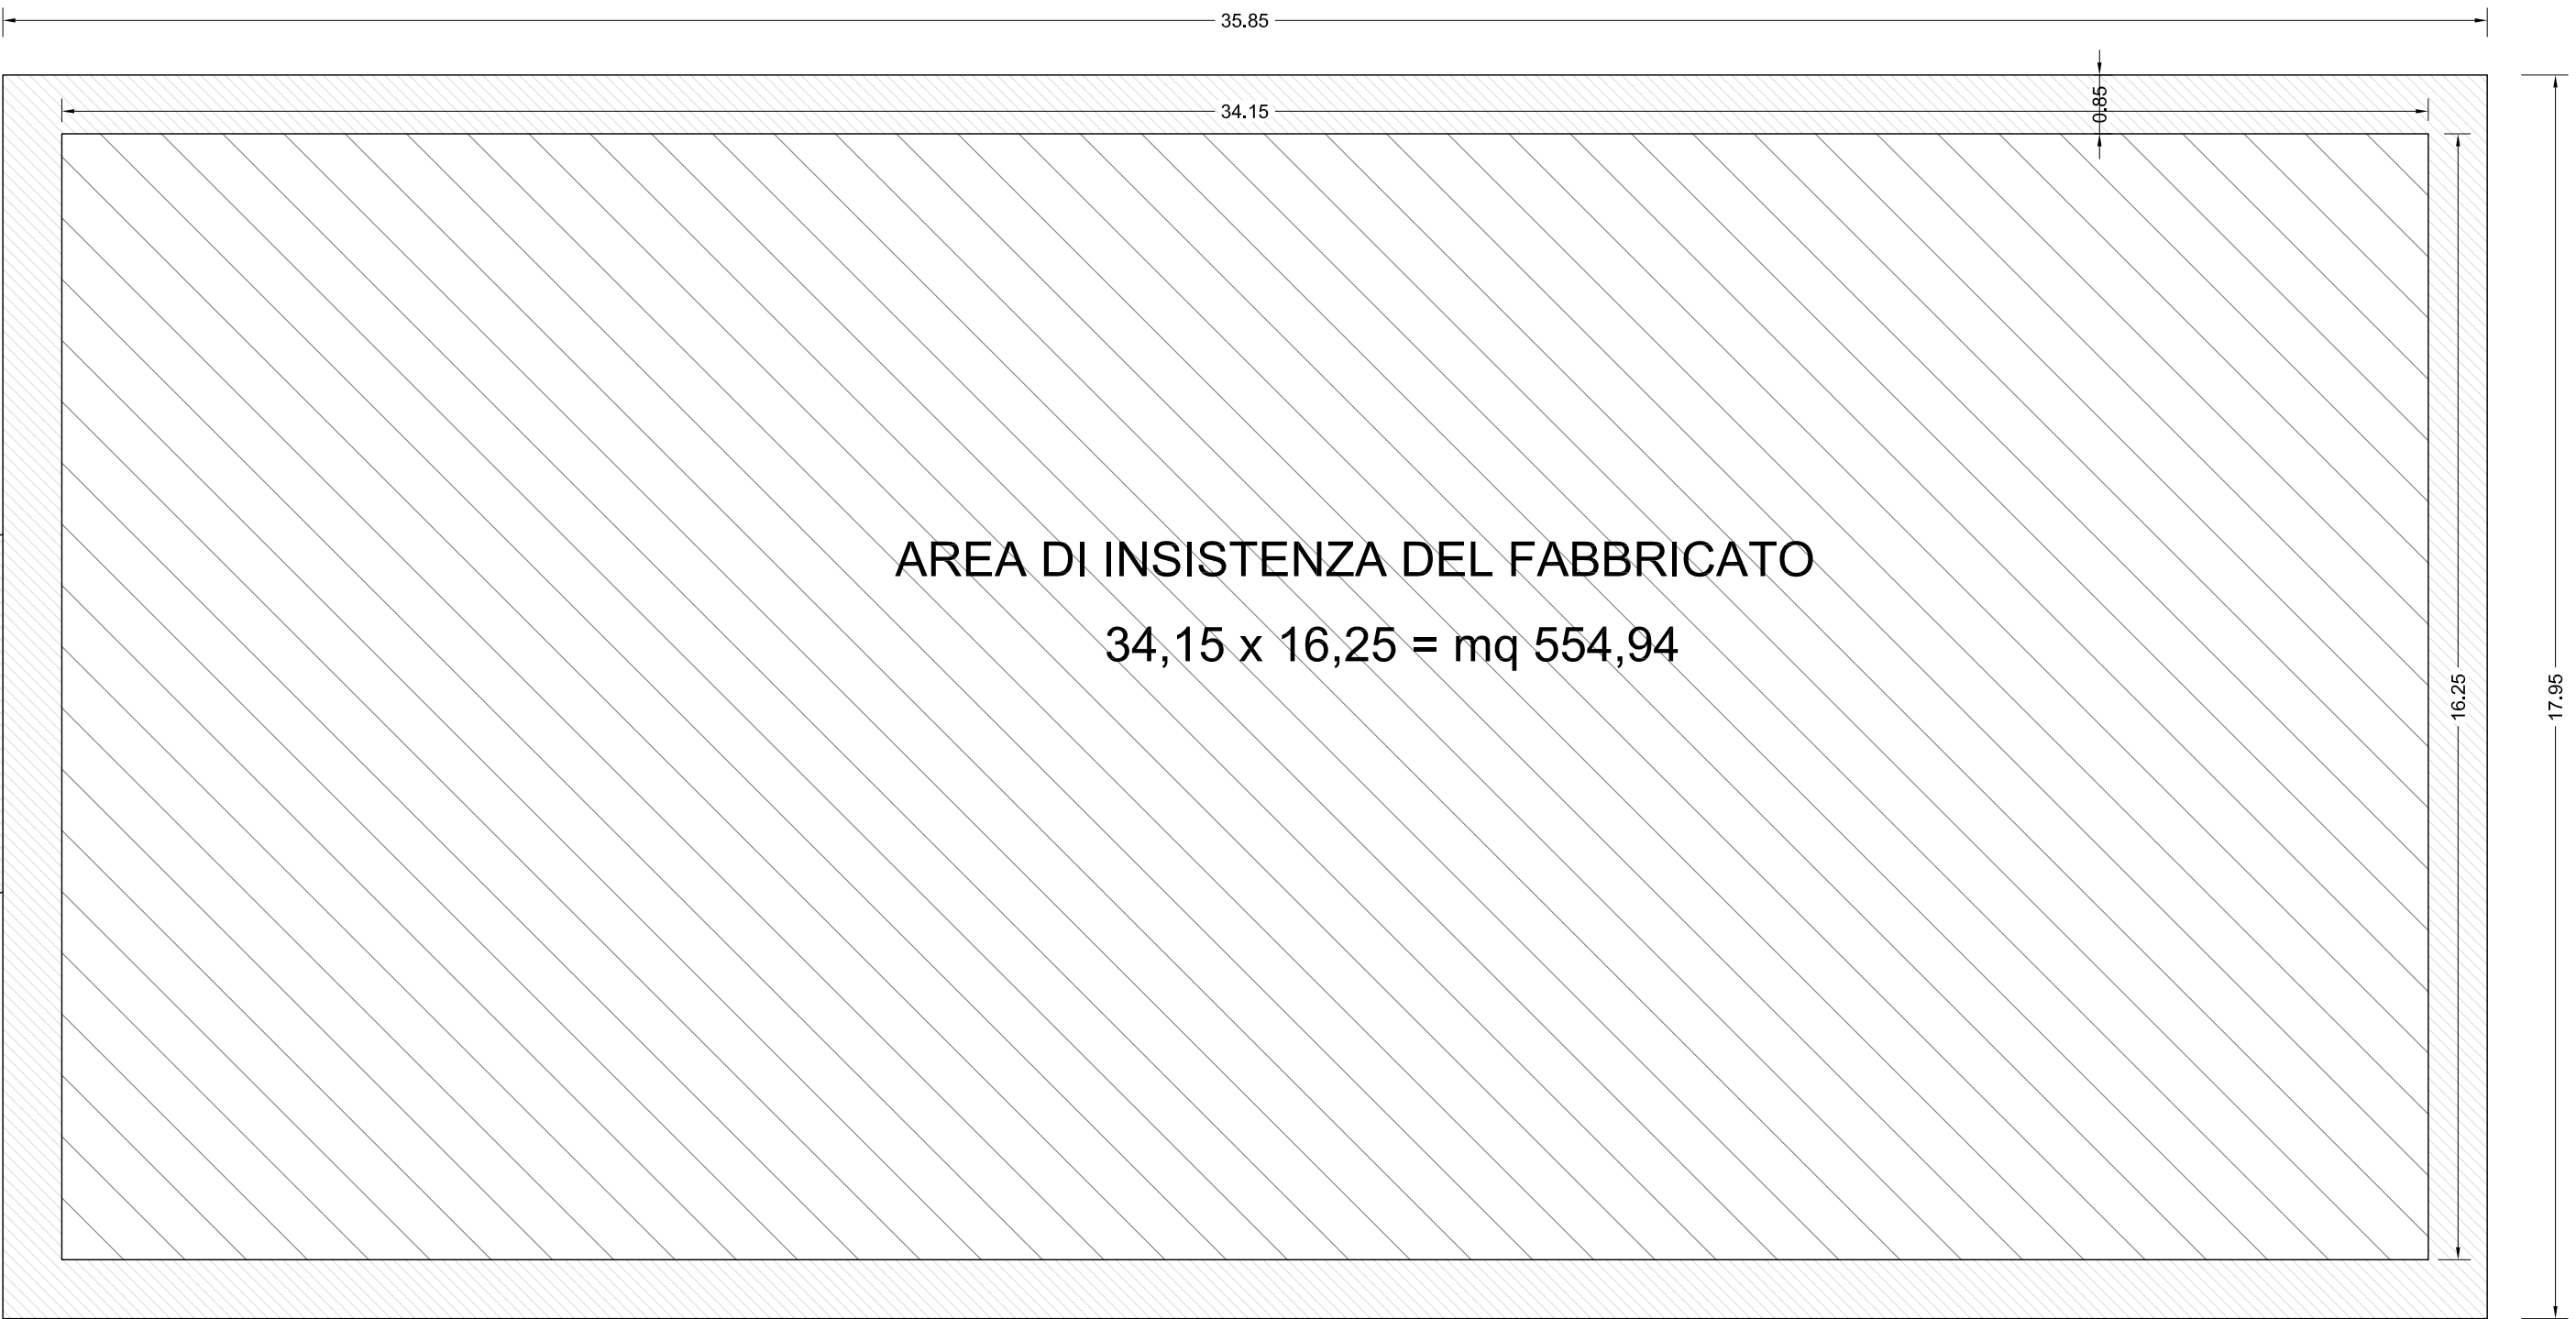 35.85
34.15
0.85
AREA DI INSISTENZA DEL FABBRICATO
34,15 x 16,25 = mq 554,94
16.25
17.95